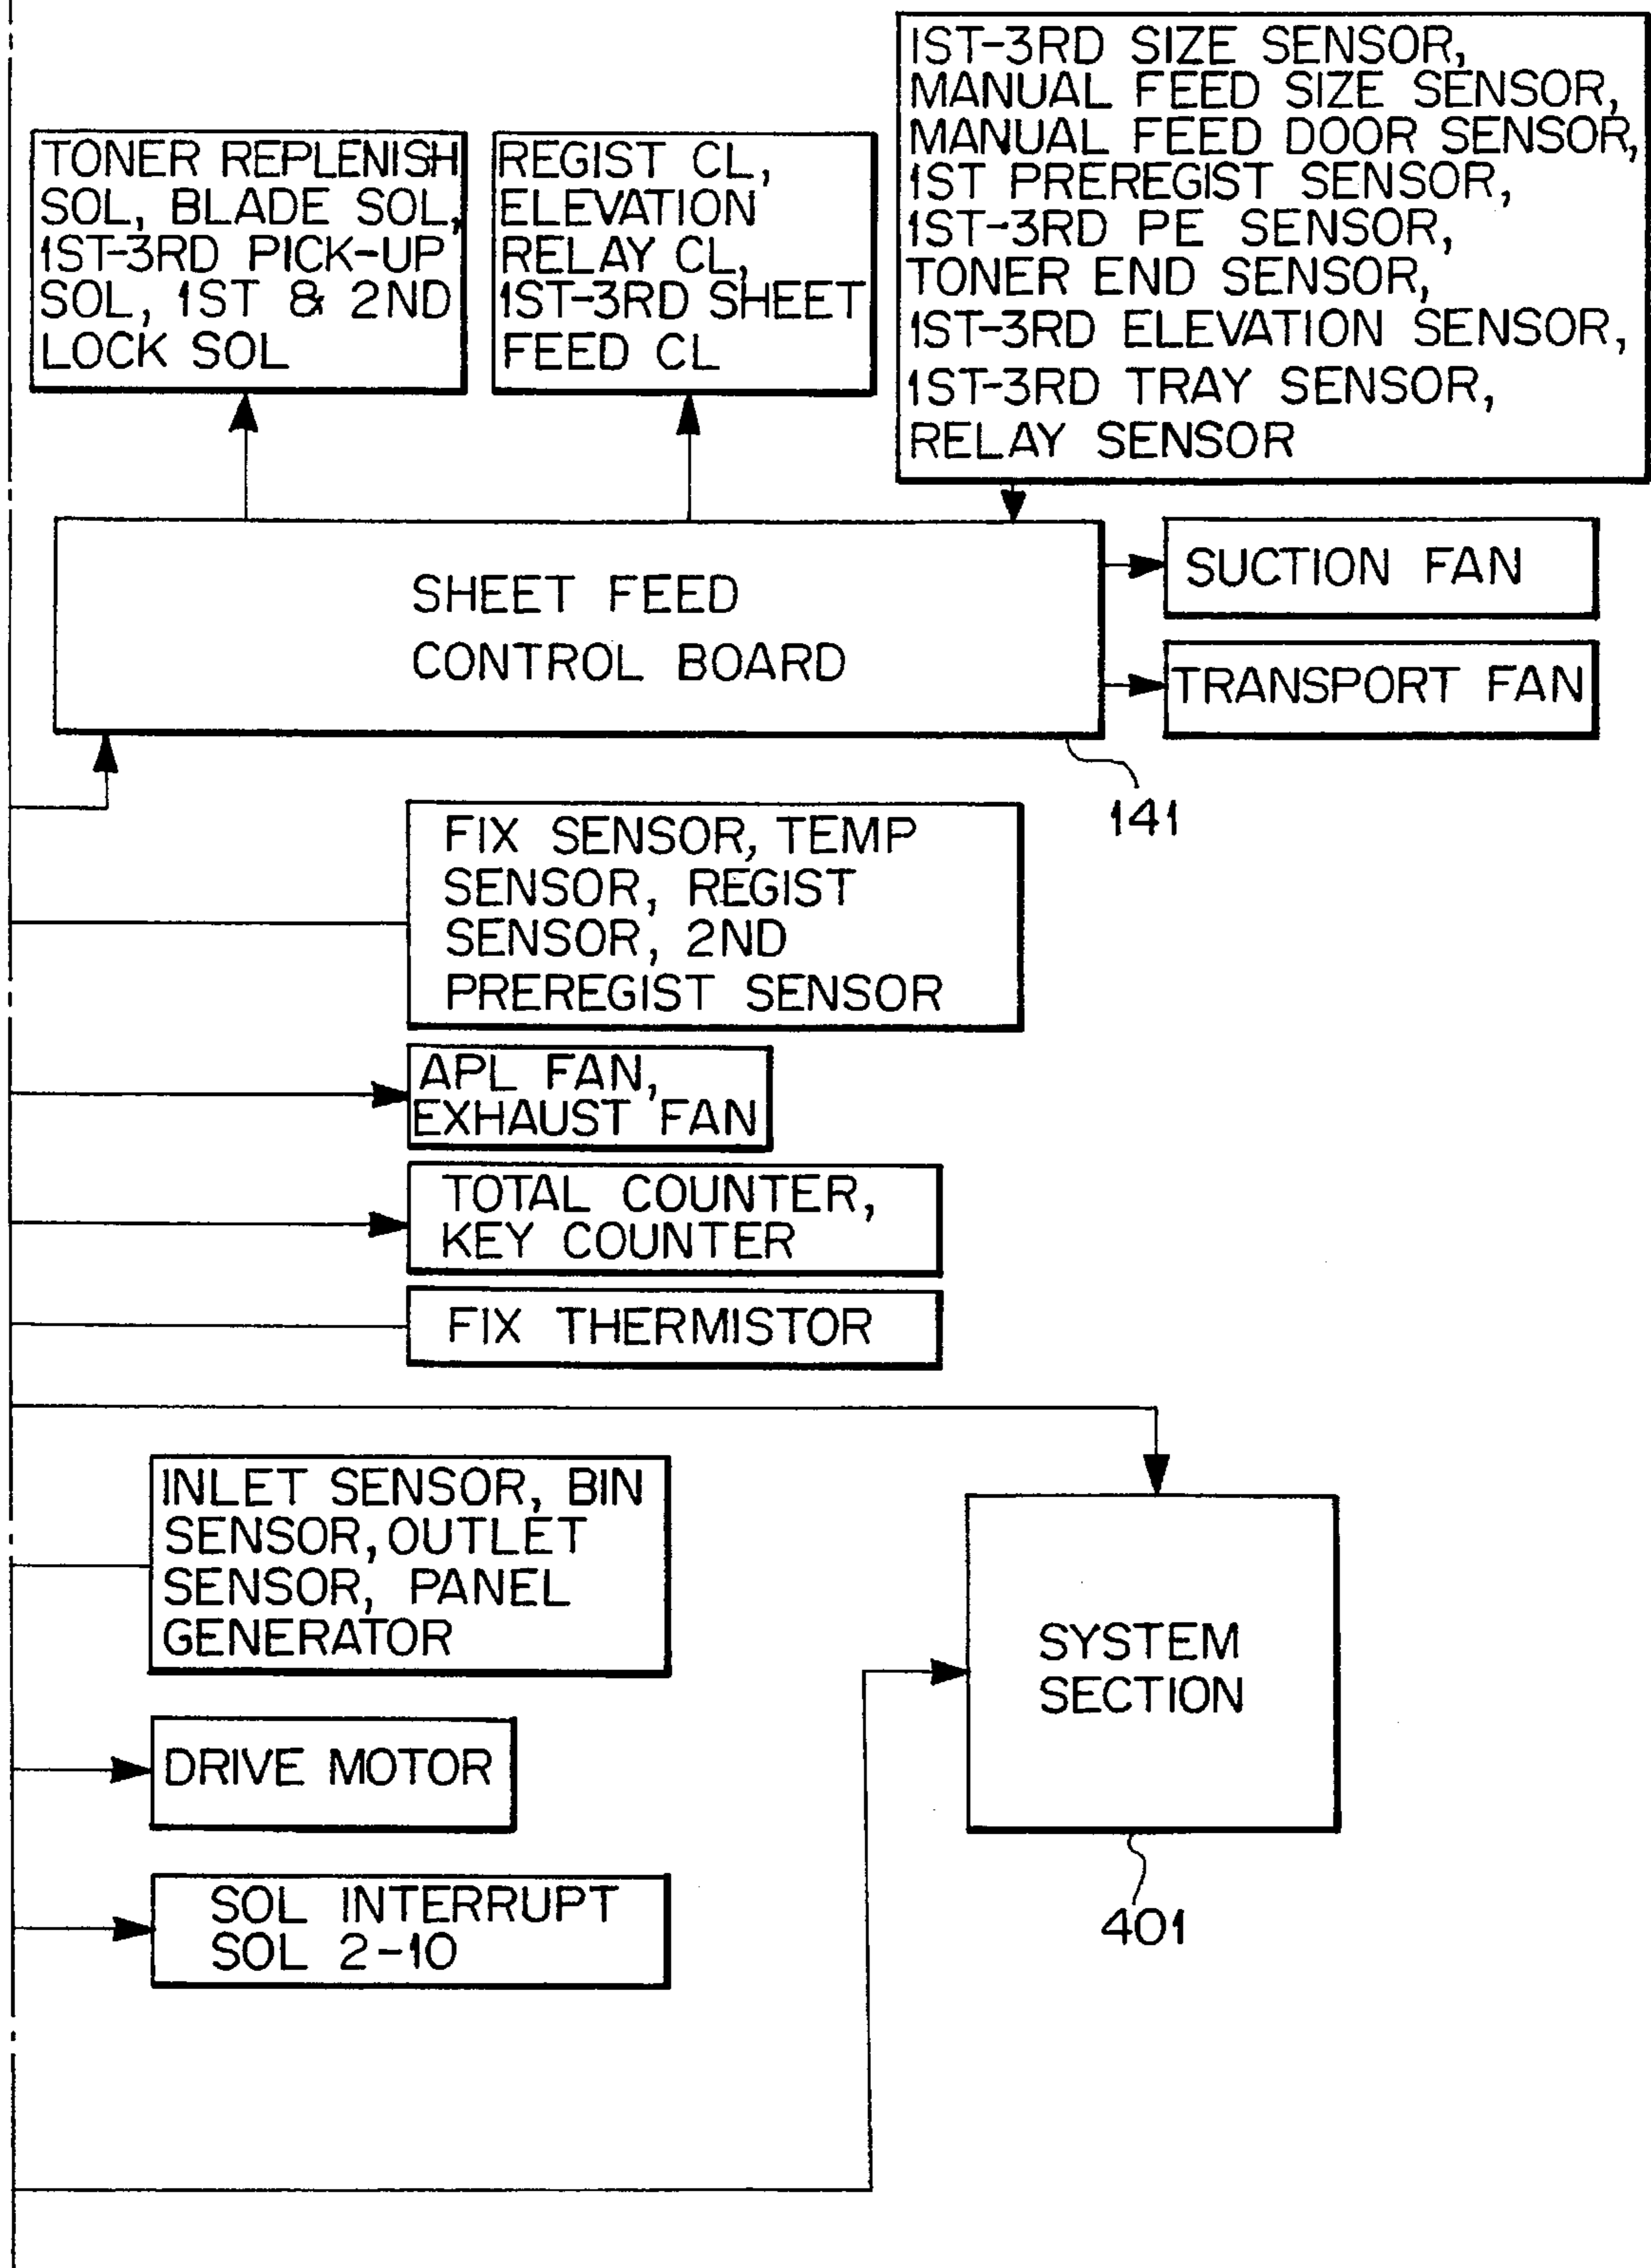 TONER REPLENISH
SOL, BLADE SOL,
1ST-3RD PICK-UP
SOL, 1ST & 2ND
LOCK SOL
REGIST CL,
ELEVATION
RELAY CL,
1ST-3RD SHEET
FEED CL
1ST-3RD SIZE SENSOR,
MANUAL FEED SIZE SENSOR,
MANUAL FEED DOOR SENSOR,
1ST PREREGIST SENSOR,
1ST-3RD PE SENSOR,
TONER END SENSOR,
1ST-3RD ELEVATION SENSOR,
1ST-3RD TRAY SENSOR,
RELAY SENSOR
SHEET FEED
CONTROL BOARD
SUCTION FAN
TRANSPORT FAN
141
FIX SENSOR, TEMP
SENSOR, REGIST
SENSOR, 2ND
PREREGIST SENSOR
APL FAN,
EXHAUST FAN
TOTAL COUNTER,
KEY COUNTER
FIX THERMISTOR
INLET SENSOR, BIN
SENSOR, OUTLET
SENSOR, PANEL
GENERATOR
SYSTEM
SECTION
DRIVE MOTOR
SOL INTERRUPT
SOL 2-10
401